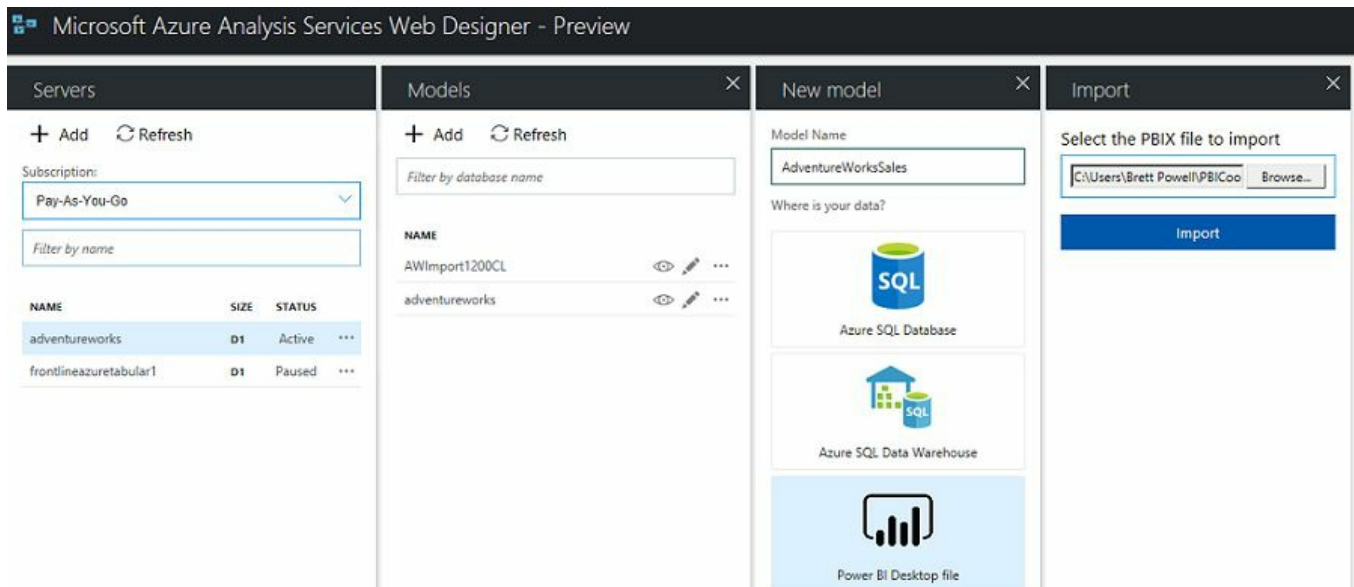 Microsoft Azure Analysis Services Web Designer - Preview
Servers
+ Add Refresh
Subscription:
Pay-As-You-Go
Filter by name
NAME SIZE STATUS
adventureworks D1 Active ...
frontlineazuretabular1 D1 Paused ...
Models
+ Add Refresh
Filter by database name
NAME
AWImport1200CL ...
adventureworks ...
New model
Model Name
AdventureWorksSales
Where is your data?
SQL
Azure SQL Database
SQL
Azure SQL Data Warehouse
Power BI Desktop file
Import
Select the PBIX file to import
C:\Users\Brett Powell\PBICoo Browse...
Import